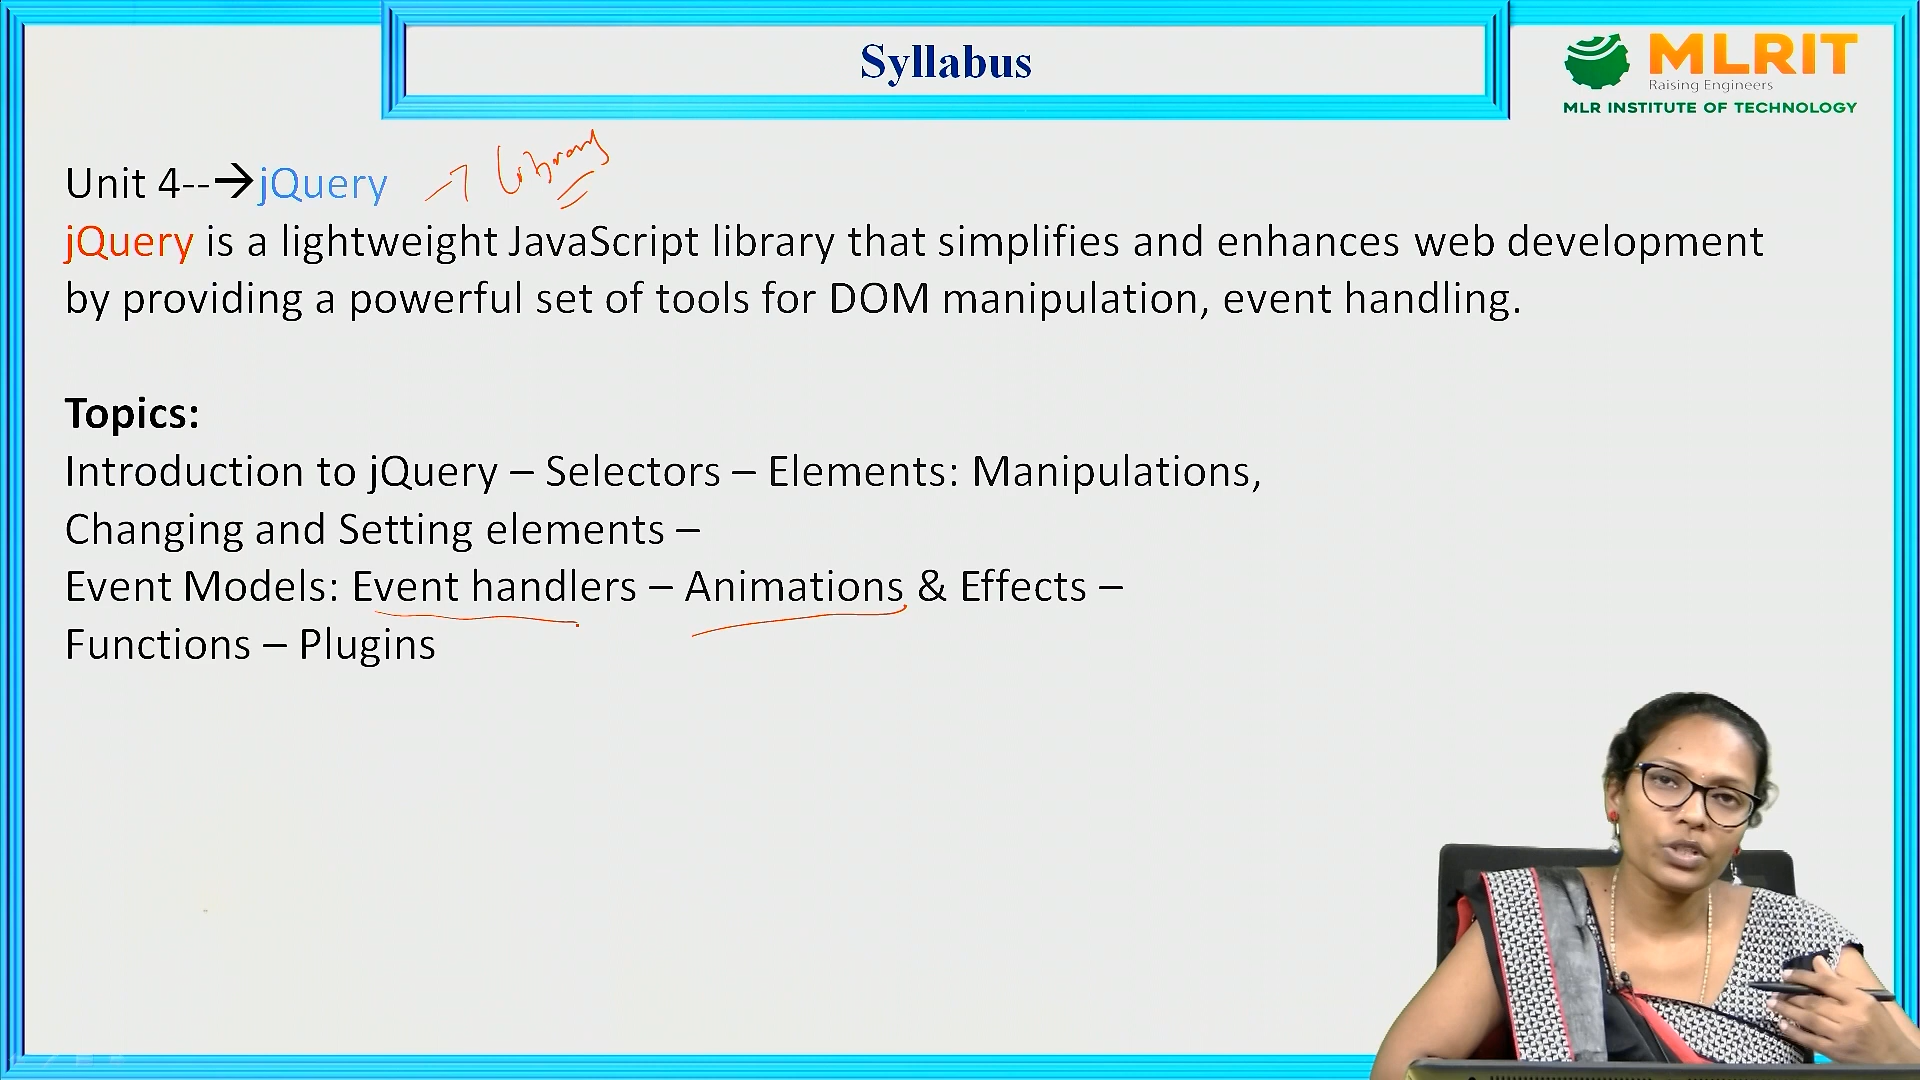 Syllabus
MLRIT
Raising Engineers
MLR INSTITUTE OF TECHNOLOGY
Unit 4--→jQuery → Library
jQuery is a lightweight JavaScript library that simplifies and enhances web development
by providing a powerful set of tools for DOM manipulation, event handling.
Topics:
Introduction to jQuery – Selectors – Elements: Manipulations,
Changing and Setting elements –
Event Models: Event handlers – Animations & Effects –
Functions – Plugins